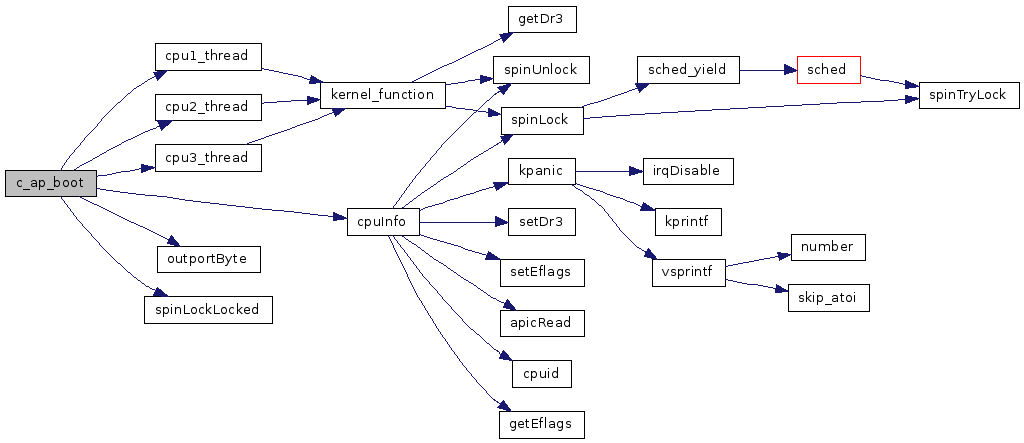 getDr3
cpu1_thread
spinUnlock
sched_yield
sched
kernel_function
spinTryLock
cpu2_thread
spinLock
cpu3_thread
kpanic
irqDisable
c_ap_boot
cpuInfo
setDr3
kprintf
outportByte
number
setEflags
vsprintf
spinLockLocked
skip_atoi
apicRead
cpuid
getEflags